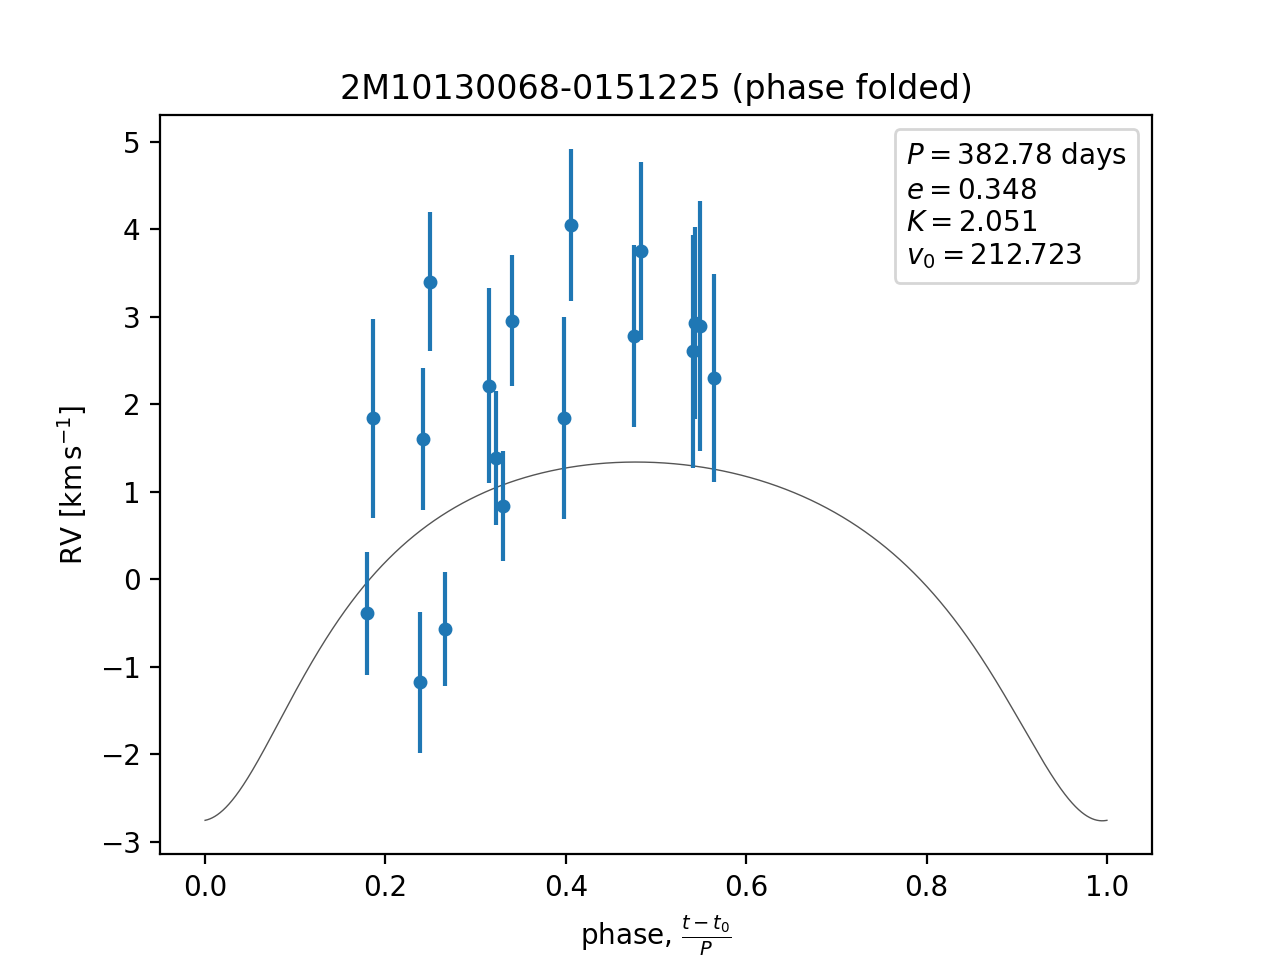 2M10130068-0151225 (phase folded)
P = 382.78 days
e = 0.348
K = 2.051
v₀ = 212.723
RV [km s⁻¹]
5
4
3
2
1
0
−1
−2
−3
0.0 0.2 0.4 0.6 0.8 1.0
phase, (t − t₀)/P